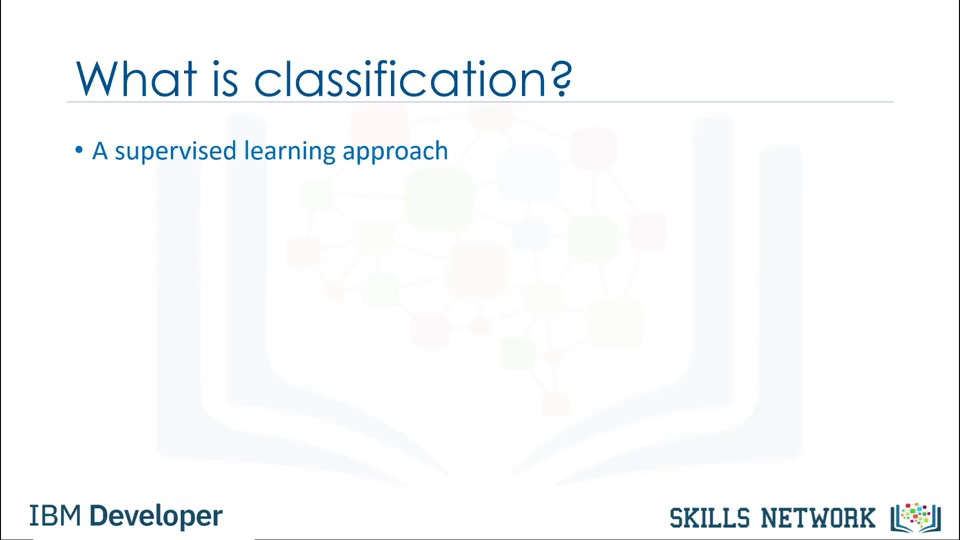 What is classification?
• A supervised learning approach
IBM Developer
SKILLS NETWORK